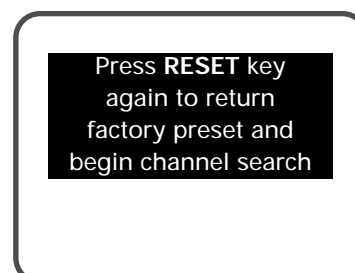 Press RESET key
again to return
factory preset and
begin channel search